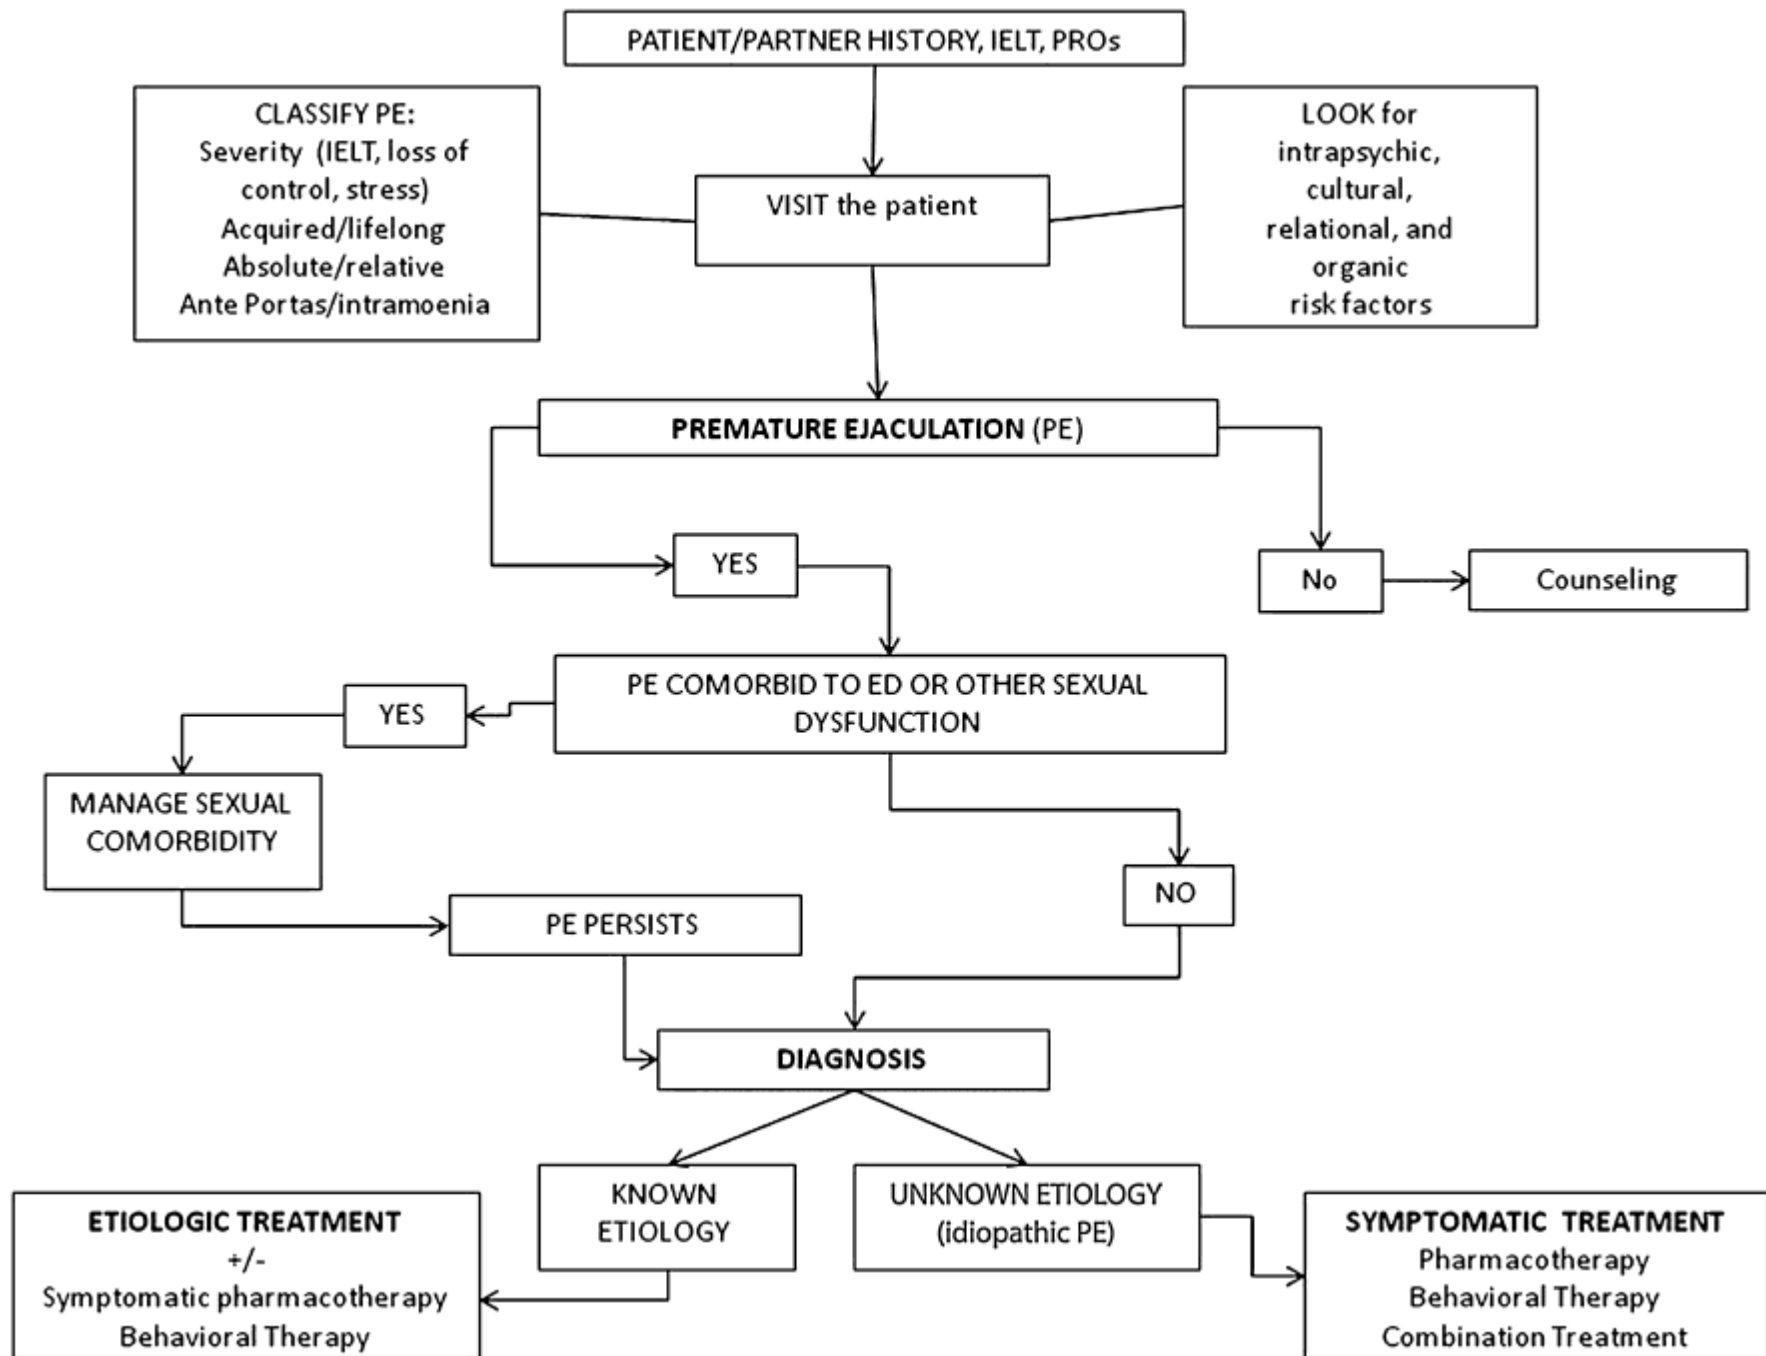 PATIENT/PARTNER HISTORY, IELT, PROs
CLASSIFY PE:
Severity (IELT, loss of
control, stress)
Acquired/lifelong
Absolute/relative
Ante Portas/intramoenia
VISIT the patient
LOOK for
intrapsychic,
cultural,
relational, and
organic
risk factors
PREMATURE EJACULATION (PE)
YES
No
Counseling
PE COMORBID TO ED OR OTHER SEXUAL
DYSFUNCTION
YES
MANAGE SEXUAL
COMORBIDITY
NO
PE PERSISTS
DIAGNOSIS
KNOWN
ETIOLOGY
UNKNOWN ETIOLOGY
(idiopathic PE)
ETIOLOGIC TREATMENT
+/-
Symptomatic pharmacotherapy
Behavioral Therapy
SYMPTOMATIC TREATMENT
Pharmacotherapy
Behavioral Therapy
Combination Treatment